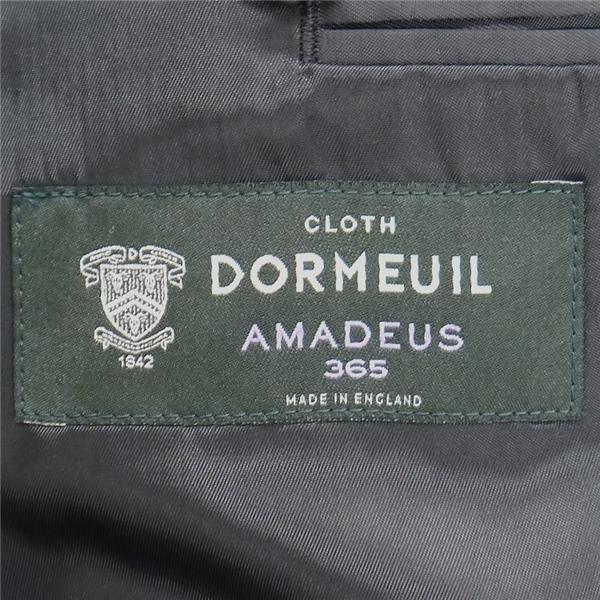 CLOTH
DORMEUIL
AMADEUS
365
MADE IN ENGLAND
D
1842